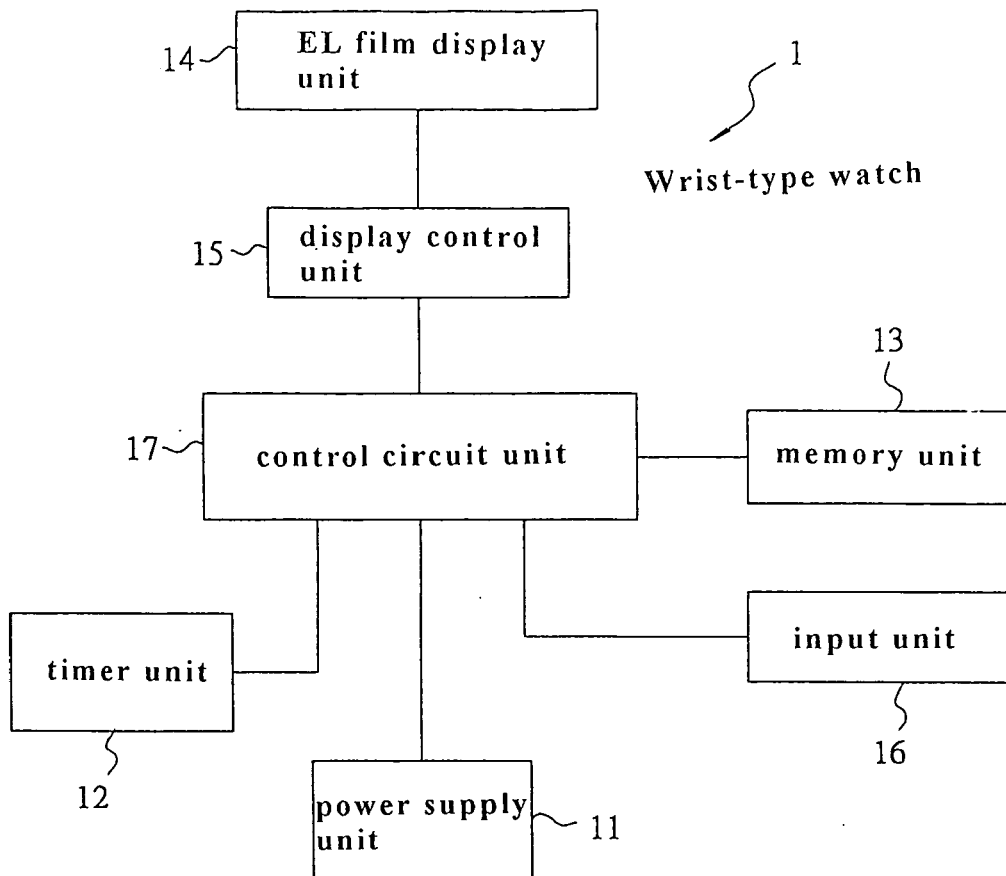 EL film display
unit
14
1
Wrist-type watch
display control
unit
15
13
17
control circuit unit
memory unit
timer unit
input unit
12
16
power supply
unit
11